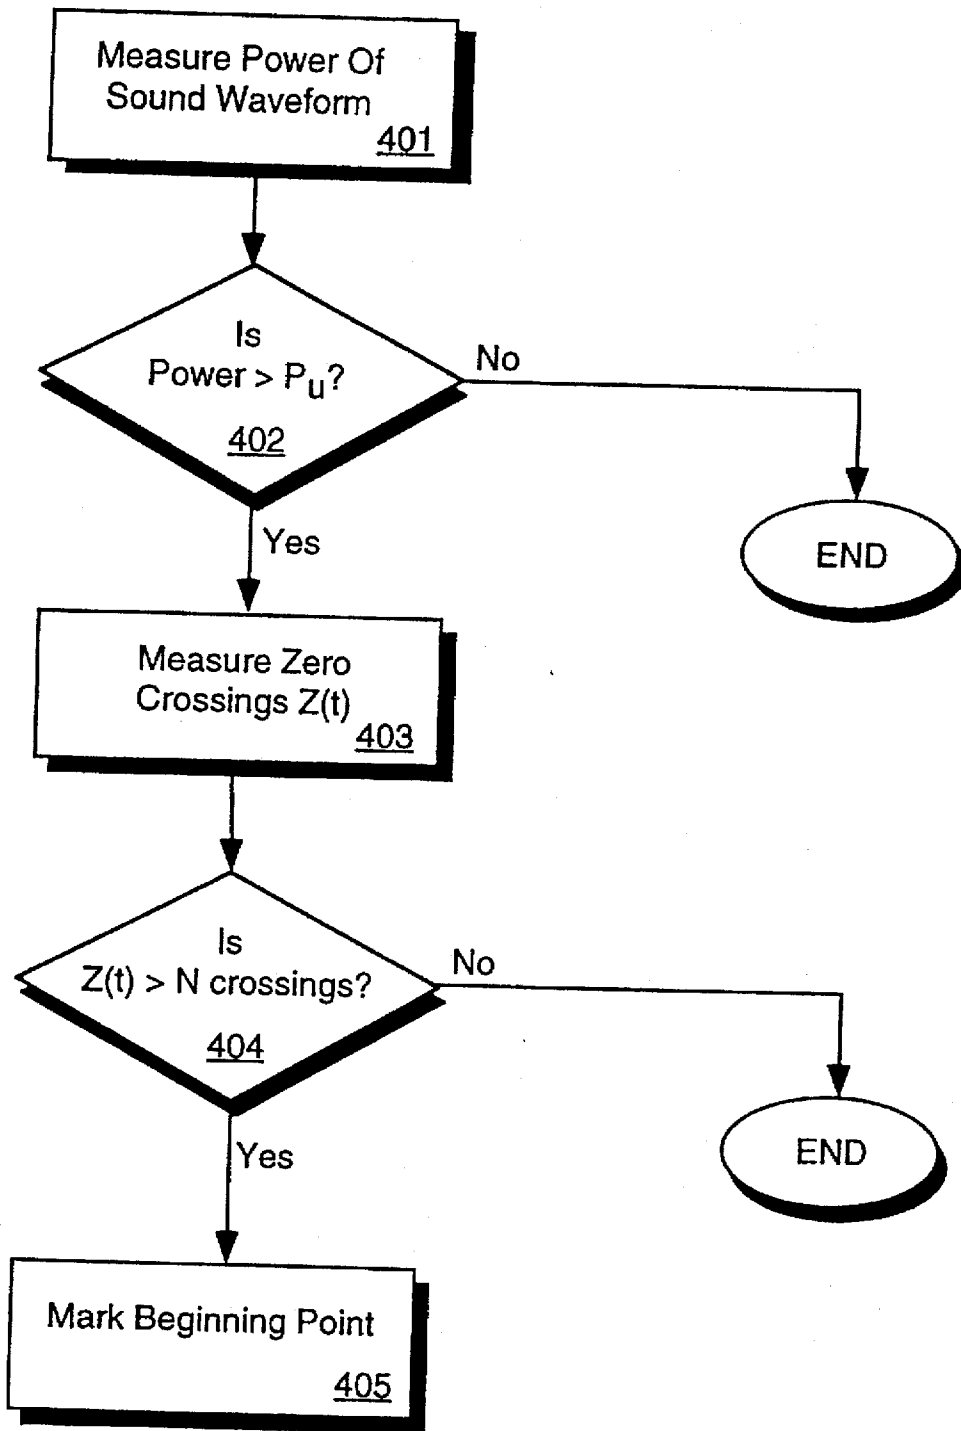 Measure Power Of
Sound Waveform
401
Is
Power > Pu?
402
No
Yes
END
Measure Zero
Crossings Z(t)
403
Is
Z(t) > N crossings?
404
No
Yes
END
Mark Beginning Point
405